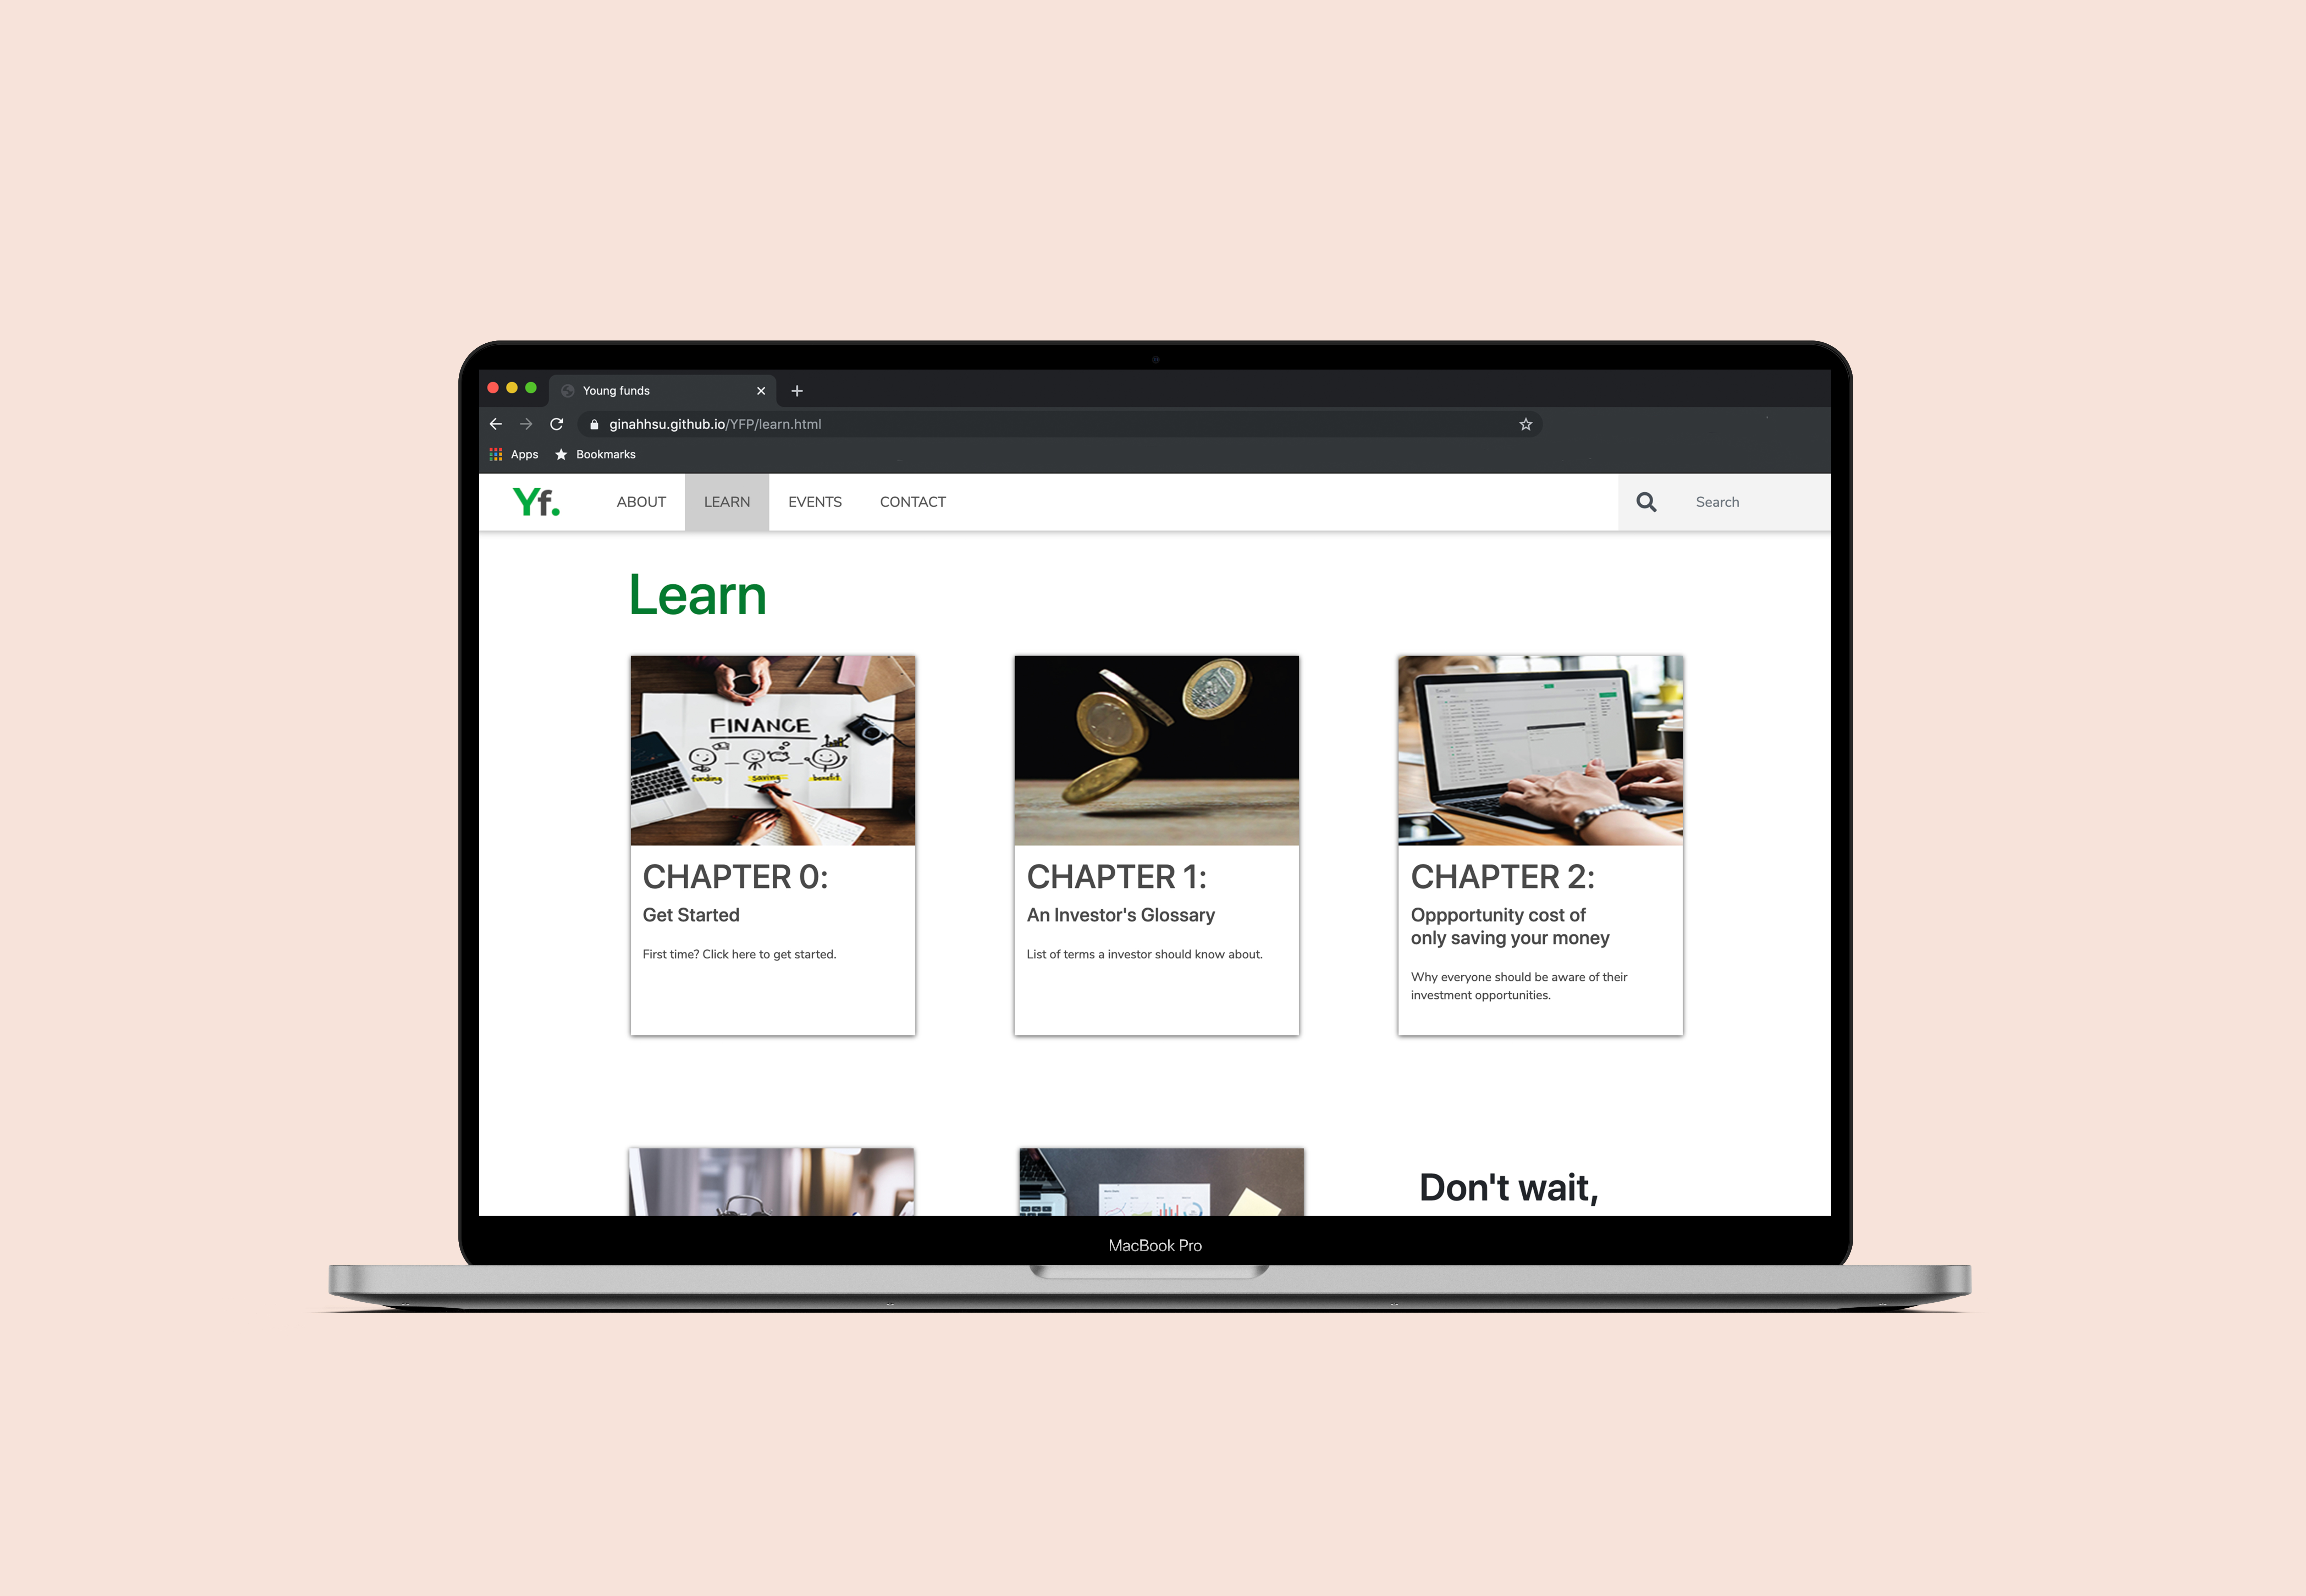 Young funds
ginahhsu.github.io/YFP/learn.html
Apps Bookmarks
Yf. ABOUT LEARN EVENTS CONTACT Search
Learn
FINANCE
funding saving benefit
CHAPTER 0:
Get Started
First time? Click here to get started.
CHAPTER 1:
An Investor's Glossary
List of terms a investor should know about.
CHAPTER 2:
Oppportunity cost of
only saving your money
Why everyone should be aware of their
investment opportunities.
Don't wait,
MacBook Pro